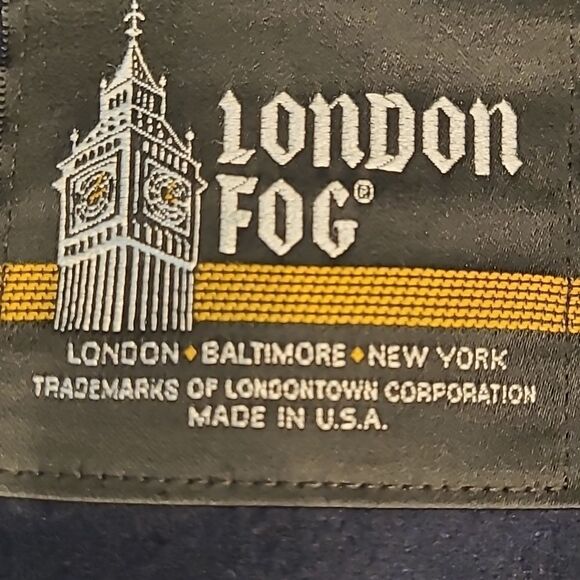 LONDON
FOG®
LONDON ♦ BALTIMORE ♦ NEW YORK
TRADEMARKS OF LONDONTOWN CORPORATION
MADE IN U.S.A.